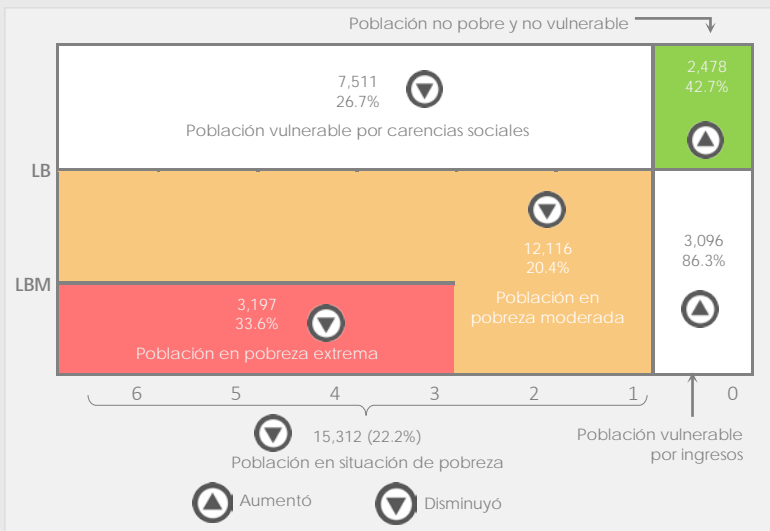 Población no pobre y no vulnerable
7,511
26.7%
Población vulnerable por carencias sociales
2,478
42.7%
LB
12,116
20.4%
Población en
pobreza moderada
3,096
86.3%
LBM
3,197
33.6%
Población en pobreza extrema
6 5 4 3 2 1 0
15,312 (22.2%)
Población en situación de pobreza
Población vulnerable
por ingresos
Aumentó
Disminuyó